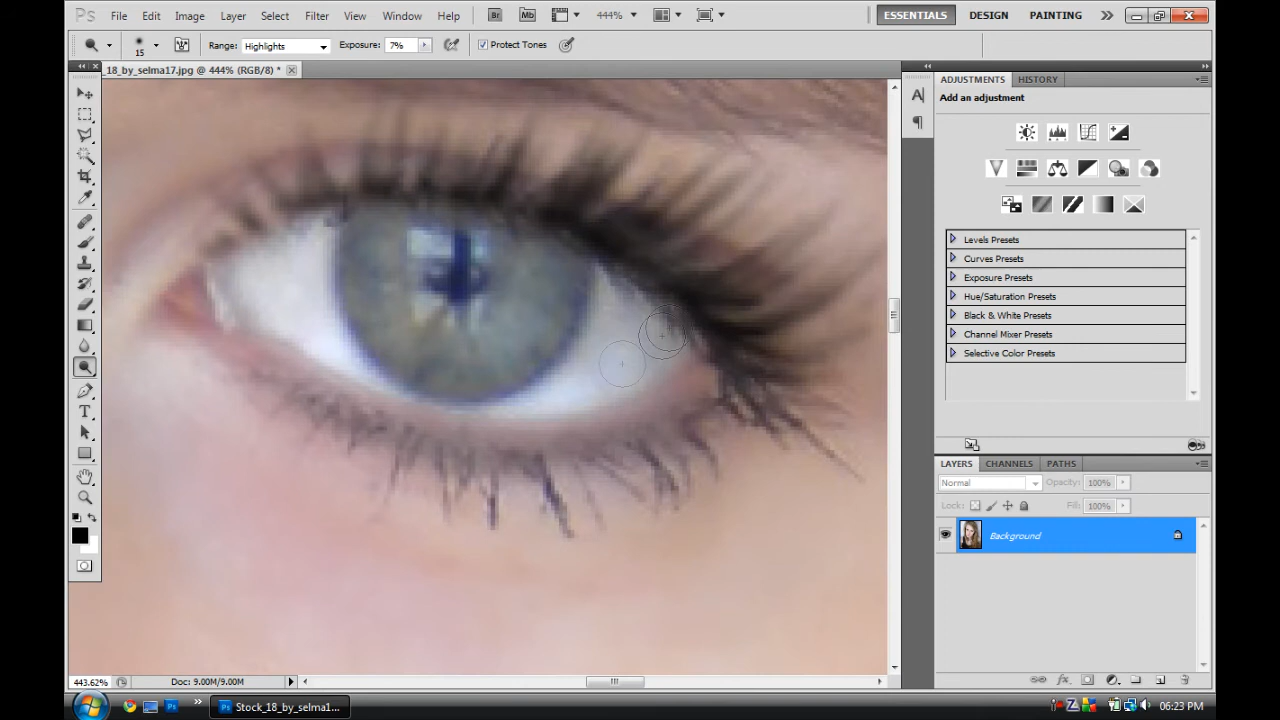 Ps File Edit Image Layer Select Filter View Window Help Br Mb 444% ESSENTIALS DESIGN PAINTING
15 Range: Highlights Exposure: 7% Protect Tones
_18_by_selma17.jpg @ 444% (RGB/8) *
ADJUSTMENTS HISTORY
Add an adjustment
Levels Presets
Curves Presets
Exposure Presets
Hue/Saturation Presets
Black & White Presets
Channel Mixer Presets
Selective Color Presets
LAYERS CHANNELS PATHS
Normal Opacity: 100%
Lock: Fill: 100%
Background
443.62% Doc: 9.00M/9.00M
Stock_18_by_selma1... 06:23 PM